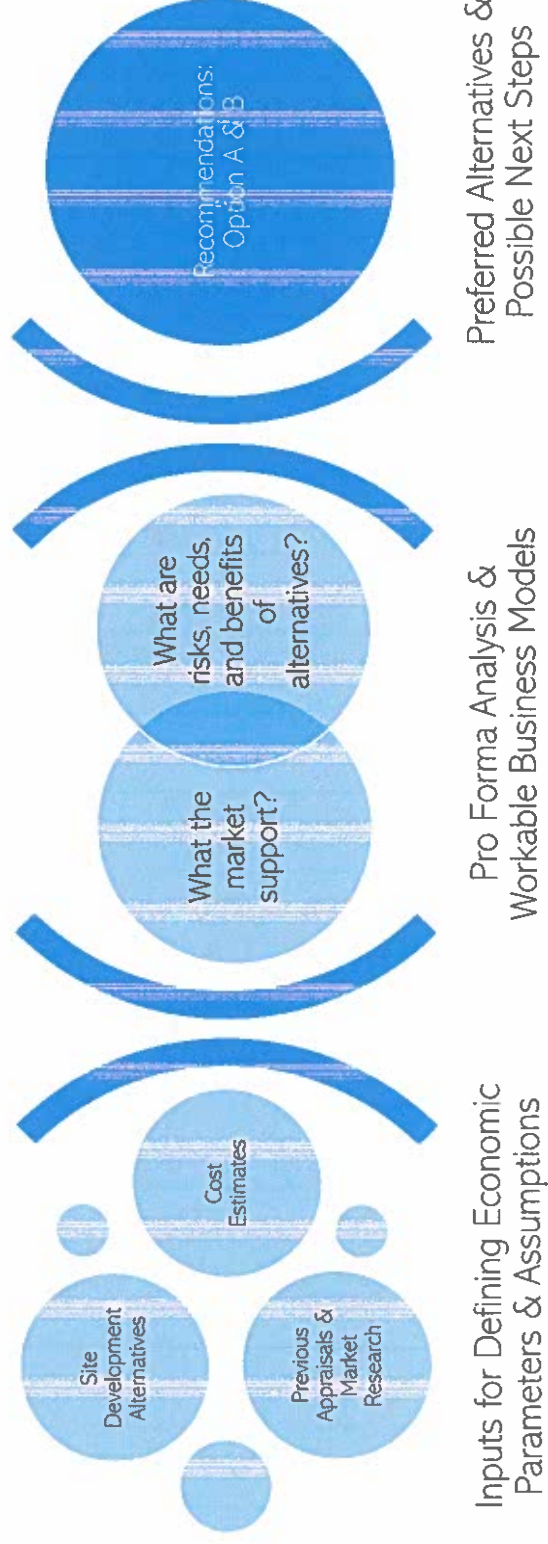 Site
Development
Alternatives
Cost
Estimates
Previous
Appraisals &
Market
Research
Inputs for Defining Economic
Parameters & Assumptions
What the
market
support?
What are
risks, needs,
and benefits
of
alternatives?
Pro Forma Analysis &
Workable Business Models
Recommendations:
Option A & B
Preferred Alternatives &
Possible Next Steps